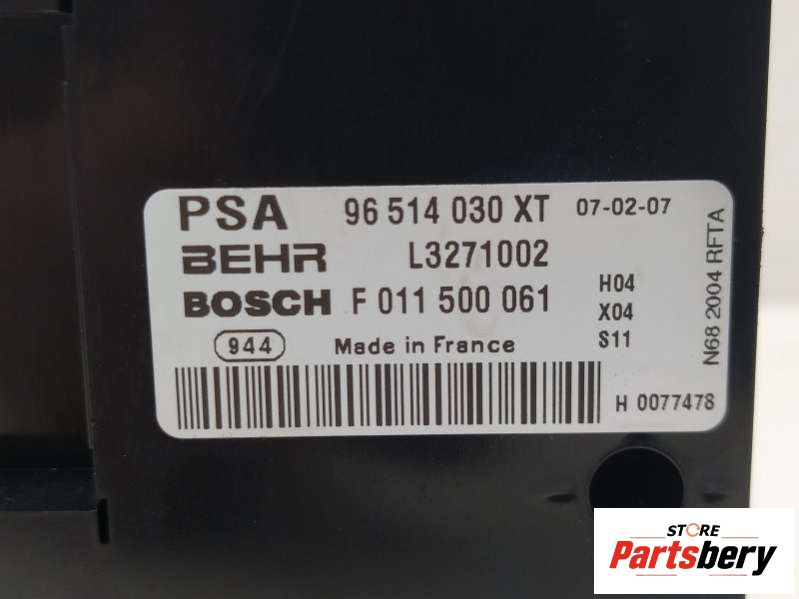 PSA 96 514 030 XT 07-02-07
BEHR L3271002
BOSCH F 011 500 061
H04
X04
S11
944 Made in France
H 0077478
N68 2004 RFTA
STORE
Partsbery